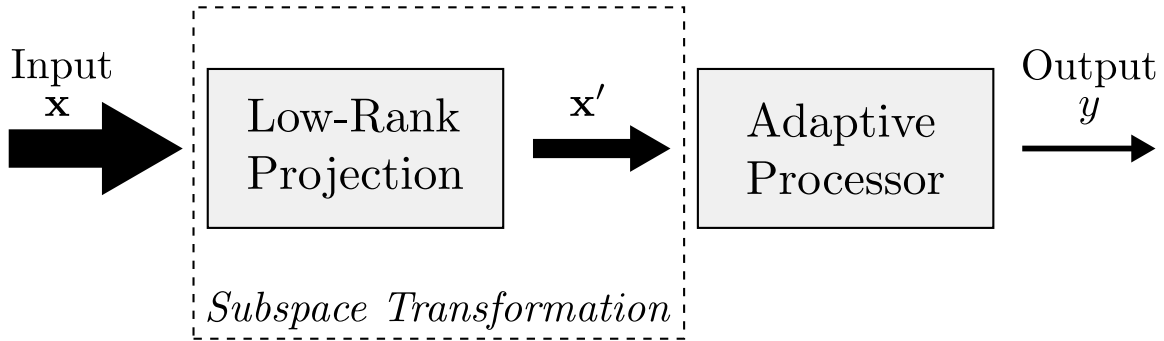 Input
x
Low-Rank
Projection
x′
Adaptive
Processor
Output
y
Subspace Transformation